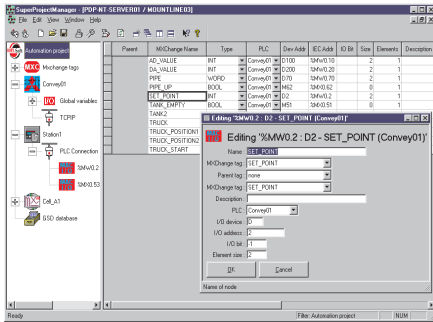 SuperProjectManager - [PDP-NT-SERVER01 / MOUNTLINE03]
File Edit View Window Help
Automation project
MXC Mxchange tags
Convey01
I/O Global variables
TCPIP
Station1
PLC Connection
%MW0.2
%MX0.53
Cell_A1
GSD database
Parent MXChange Name Type PLC Dev Addr IEC Addr IO Bit Size Elements Description
AD_VALUE INT Convey01 D100 %MW0.10 2 1
DA_VALUE INT Convey01 D200 %MW0.20 2 1
PIPE WORD Convey01 D70 %MW0.70 2 1
PIPE_UP BOOL Convey01 M62 %MX0.62 0 1
SET_POINT INT Convey01 D2 %MW0.2 2 1
TANK_EMPTY BOOL Convey01 M51 %MX0.51 0 1
TANK2
TRUCK
TRUCK_POSITION1
TRUCK_POSITION2
TRUCK_START
Editing '%MW0.2 : D2 - SET_POINT (Convey01)'
Editing '%MW0.2 : D2 - SET_POINT (Convey01)'
Name: SET_POINT
MXChange tag: SET_POINT
Parent tag: none
MXChange tag: SET_POINT
Description:
PLC: Convey01
I/O device: D
I/O address: 2
I/O bit: -1
Element size: 2
OK Cancel
Name of node
Ready Filter: Automation project NUM